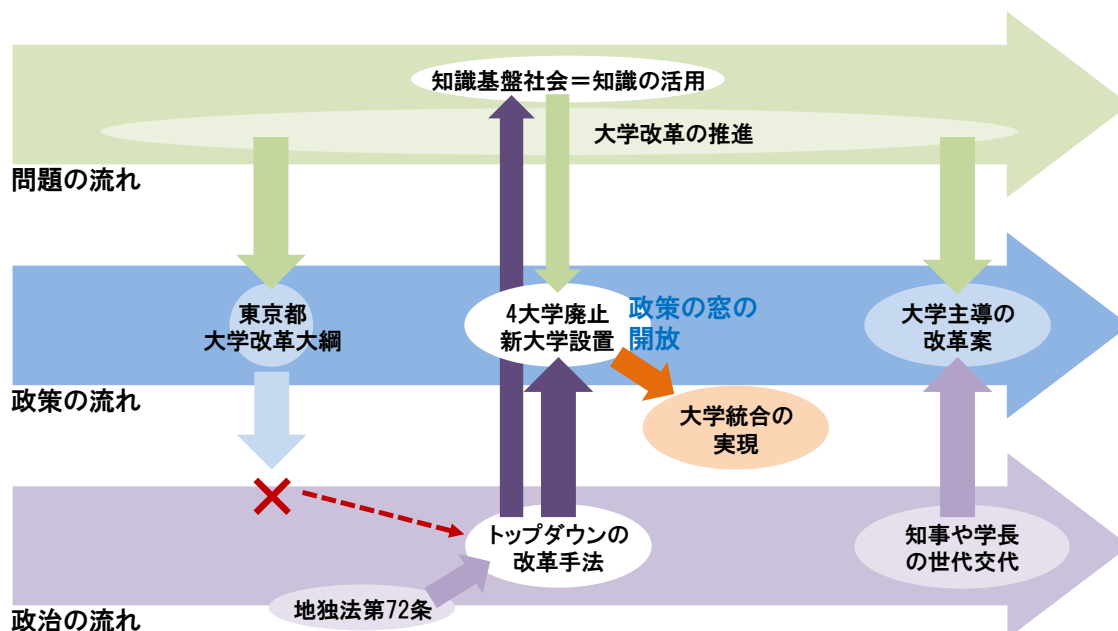 知識基盤社会＝知識の活用
大学改革の推進
問題の流れ
東京都
大学改革大綱
4大学廃止
新大学設置
政策の窓の
開放
大学主導の
改革案
政策の流れ
大学統合の
実現
トップダウンの
改革手法
知事や学長
の世代交代
地独法第72条
政治の流れ